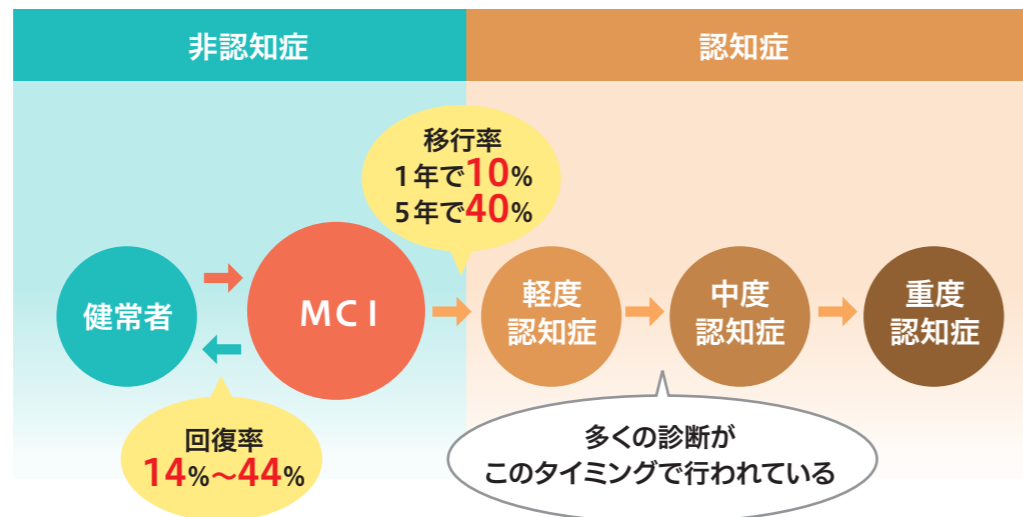 非認知症
認知症
移行率
1年で10%
5年で40%
健常者
MCI
軽度
認知症
中度
認知症
重度
認知症
回復率
14%～44%
多くの診断が
このタイミングで行われている